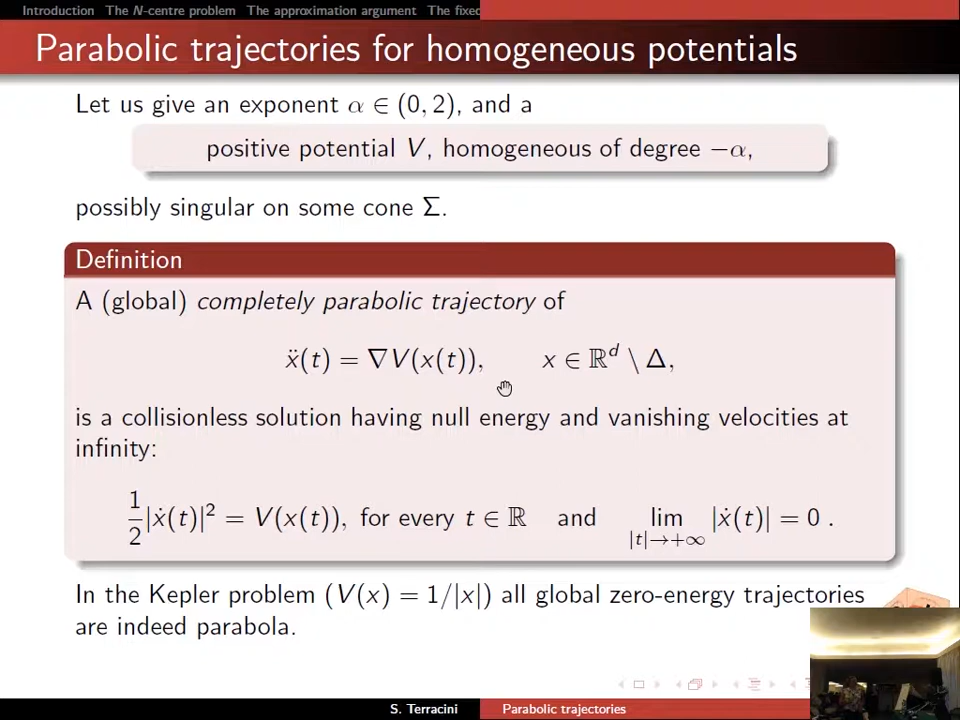 Introduction The N-centre problem The approximation argument The fixed
Parabolic trajectories for homogeneous potentials
Let us give an exponent α ∈ (0, 2), and a
positive potential V, homogeneous of degree −α,
possibly singular on some cone Σ.
Definition
A (global) completely parabolic trajectory of
ẍ(t) = ∇V(x(t)), x ∈ ℝᵈ \ Δ,
is a collisionless solution having null energy and vanishing velocities at
infinity:
1/2|ẋ(t)|² = V(x(t)), for every t ∈ ℝ and lim |t|→+∞ |ẋ(t)| = 0 .
In the Kepler problem (V(x) = 1/|x|) all global zero-energy trajectories
are indeed parabola.
S. Terracini Parabolic trajectories